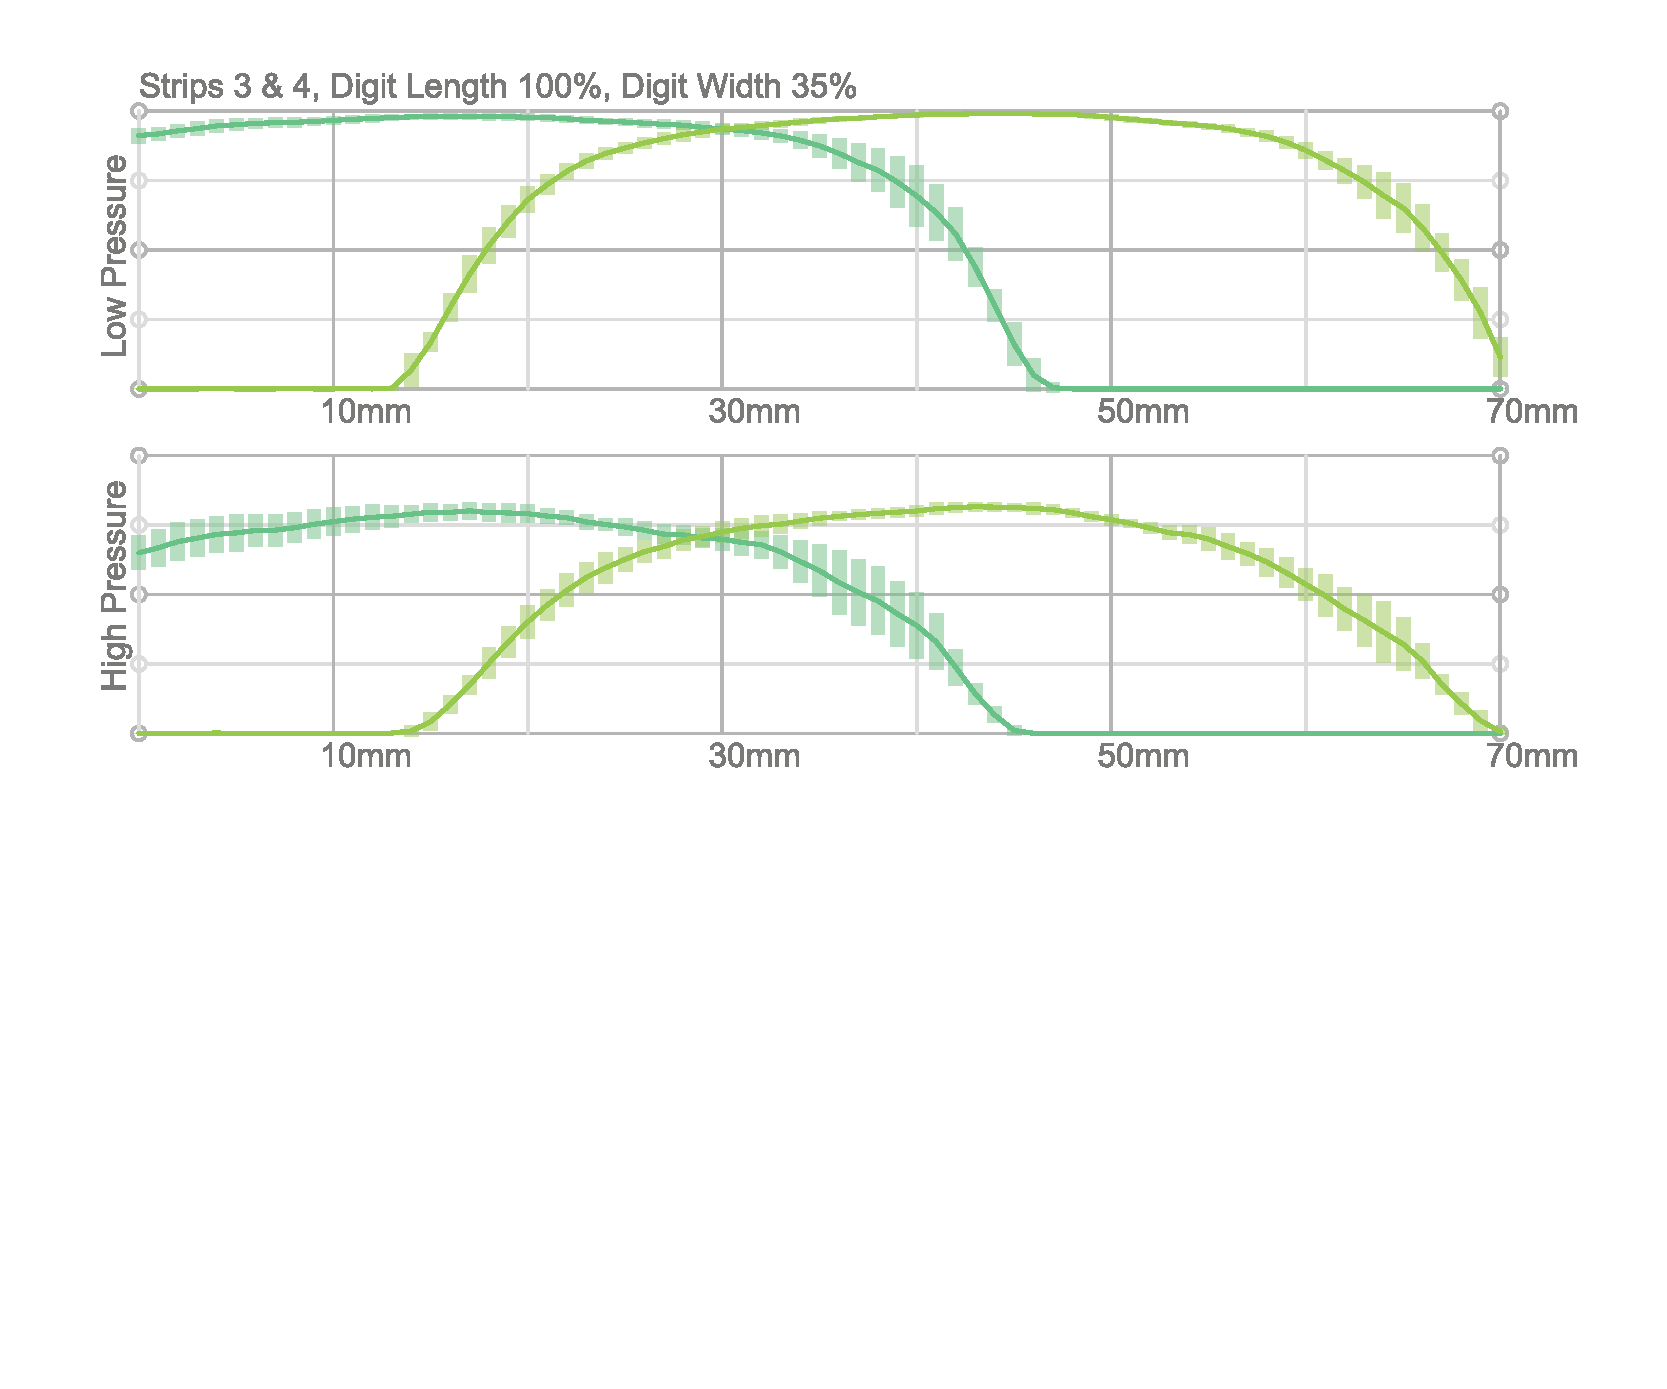 Strips 3 & 4, Digit Length 100%, Digit Width 35%
Low Pressure
10mm 30mm 50mm 70mm
High Pressure
10mm 30mm 50mm 70mm